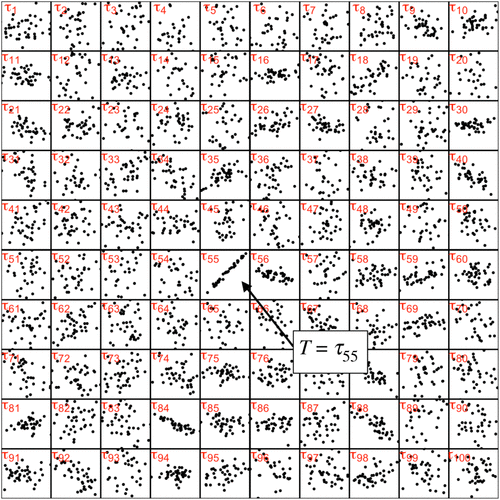 τ1 τ2 τ3 τ4 τ5 τ6 τ7 τ8 τ9 τ10
τ11 τ12 τ13 τ14 τ15 τ16 τ17 τ18 τ19 τ20
τ21 τ22 τ23 τ24 τ25 τ26 τ27 τ28 τ29 τ30
τ31 τ32 τ33 τ34 τ35 τ36 τ37 τ38 τ39 τ40
τ41 τ42 τ43 τ44 τ45 τ46 τ47 τ48 τ49 τ50
τ51 τ52 τ53 τ54 τ55 τ56 τ57 τ58 τ59 τ60
τ61 τ62 τ63 τ64 τ65 τ66 τ67 τ68 τ69 τ70
T = τ55
τ71 τ72 τ73 τ74 τ75 τ76 τ79 τ80
τ81 τ82 τ83 τ84 τ85 τ86 τ87 τ88 τ89 τ90
τ91 τ92 τ93 τ94 τ95 τ96 τ97 τ98 τ99 τ100